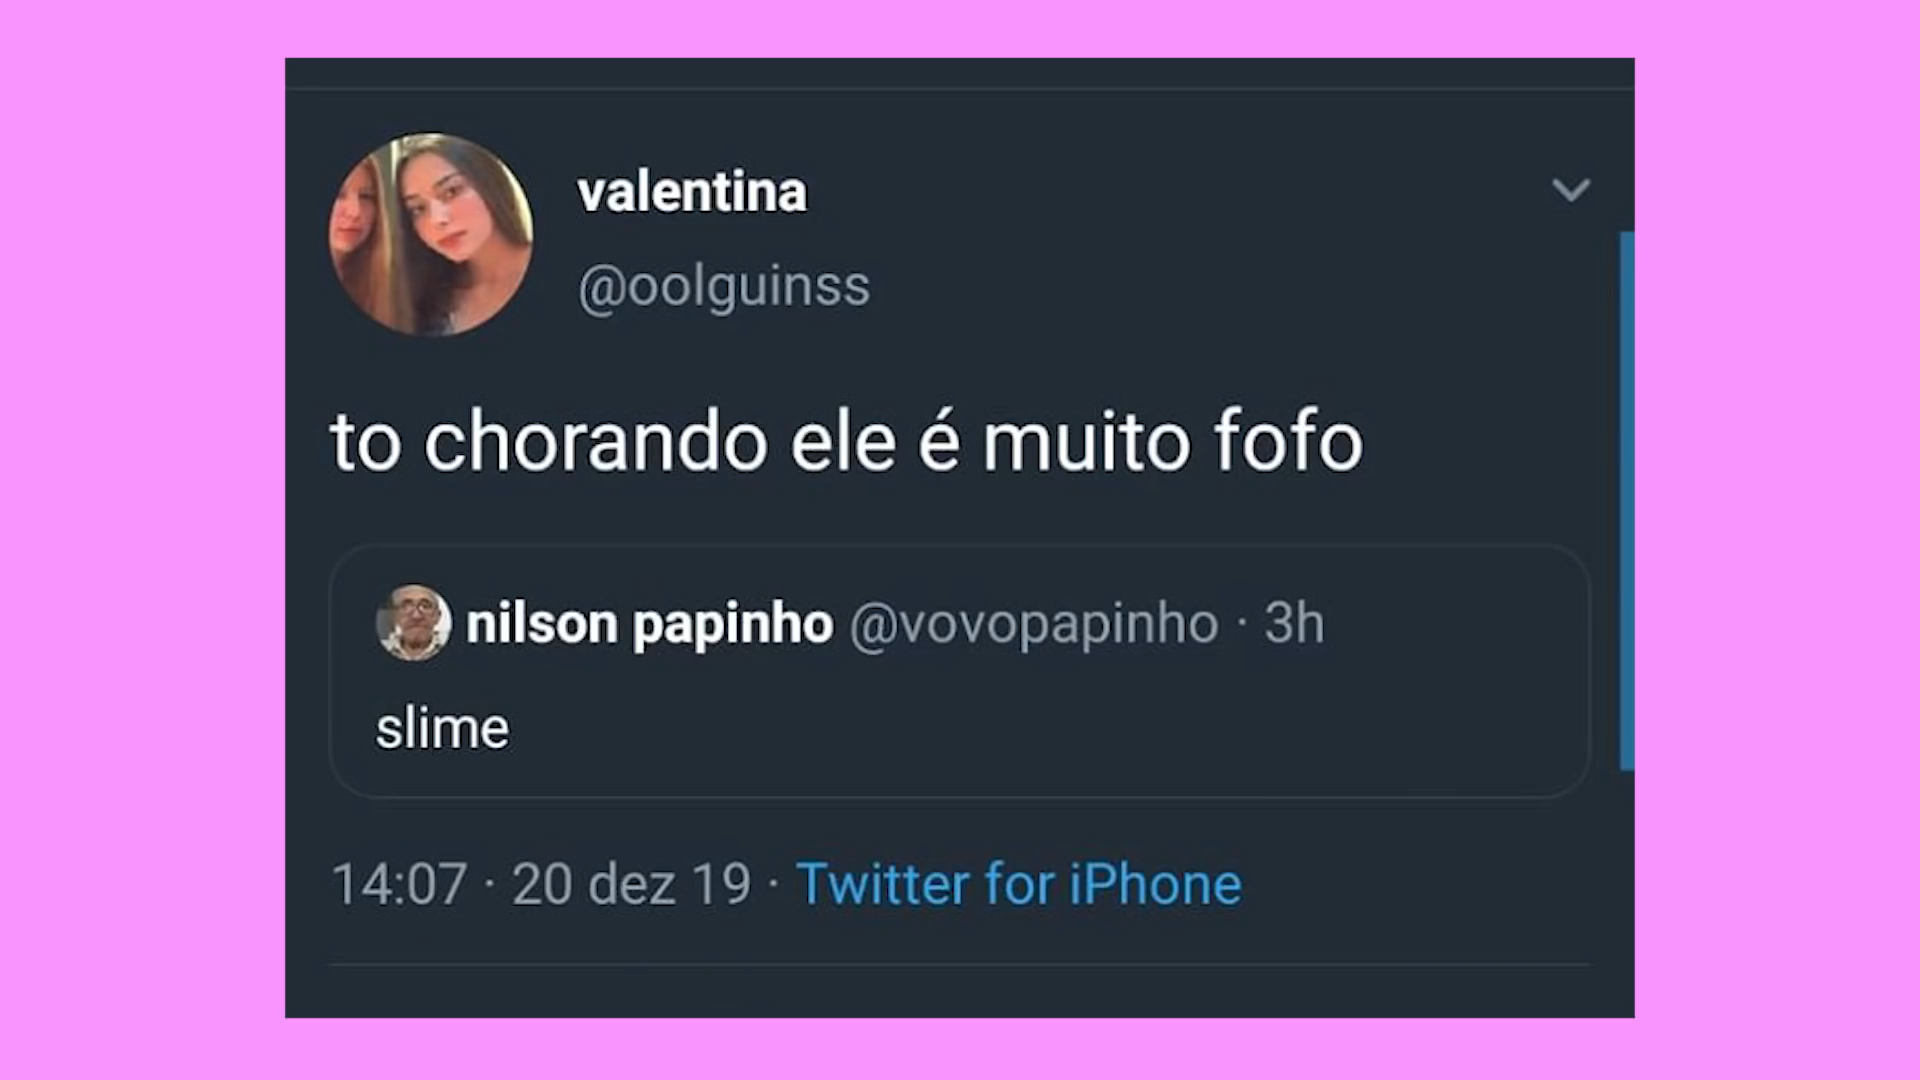 valentina
@oolguinss
to chorando ele é muito fofo
nilson papinho @vovopapinho · 3h
slime
14:07 · 20 dez 19 · Twitter for iPhone